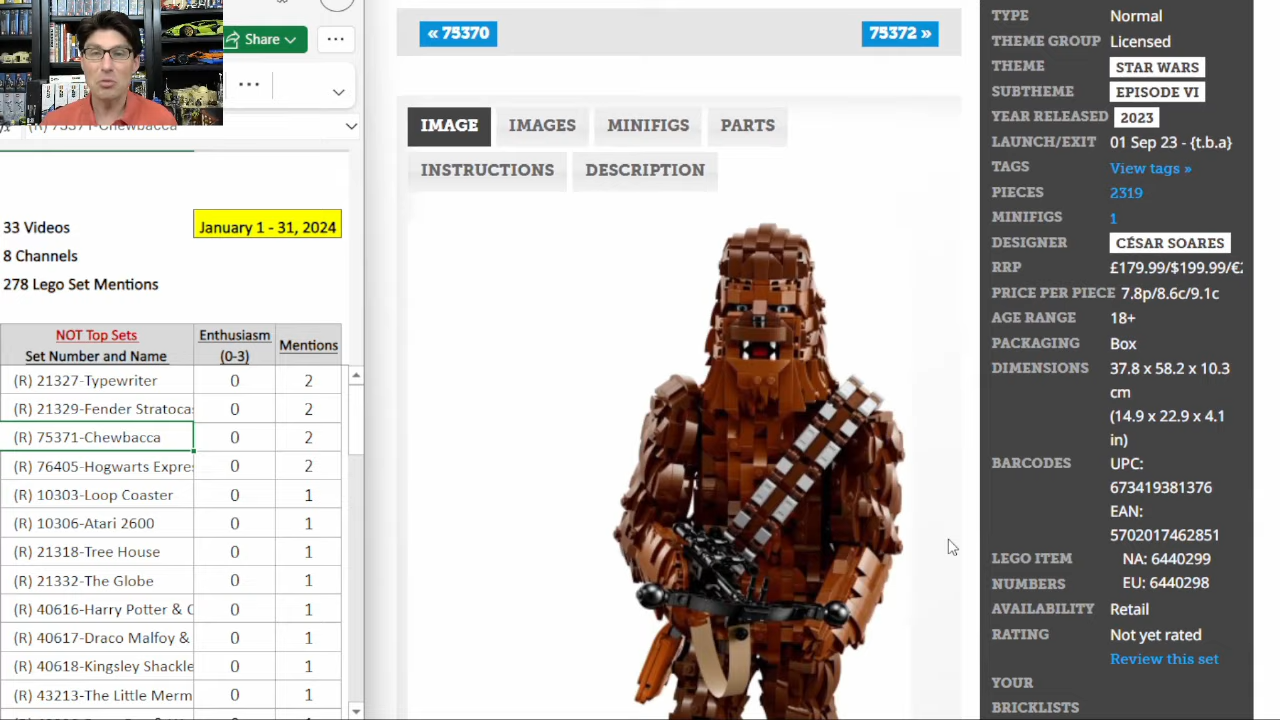 Share
...
...
(R) 75371-Chewbacca
33 Videos
January 1 - 31, 2024
8 Channels
278 Lego Set Mentions
NOT Top Sets
Set Number and Name
Enthusiasm
(0-3)
Mentions
(R) 21327-Typewriter 0 2
(R) 21329-Fender Stratoca 0 2
(R) 75371-Chewbacca 0 2
(R) 76405-Hogwarts Expre 0 2
(R) 10303-Loop Coaster 0 1
(R) 10306-Atari 2600 0 1
(R) 21318-Tree House 0 1
(R) 21332-The Globe 0 1
(R) 40616-Harry Potter & C 0 1
(R) 40617-Draco Malfoy & 0 1
(R) 40618-Kingsley Shackle 0 1
(R) 43213-The Little Merm 0 1
« 75370
75372 »
IMAGE
IMAGES
MINIFIGS
PARTS
INSTRUCTIONS
DESCRIPTION
TYPE Normal
THEME GROUP Licensed
THEME STAR WARS
SUBTHEME EPISODE VI
YEAR RELEASED 2023
LAUNCH/EXIT 01 Sep 23 - {t.b.a}
TAGS View tags »
PIECES 2319
MINIFIGS 1
DESIGNER CÉSAR SOARES
RRP £179.99/$199.99/€
PRICE PER PIECE 7.8p/8.6c/9.1c
AGE RANGE 18+
PACKAGING Box
DIMENSIONS 37.8 x 58.2 x 10.3
cm
(14.9 x 22.9 x 4.1
in)
BARCODES UPC:
673419381376
EAN:
5702017462851
LEGO ITEM NA: 6440299
NUMBERS EU: 6440298
AVAILABILITY Retail
RATING Not yet rated
Review this set
YOUR
BRICKLISTS